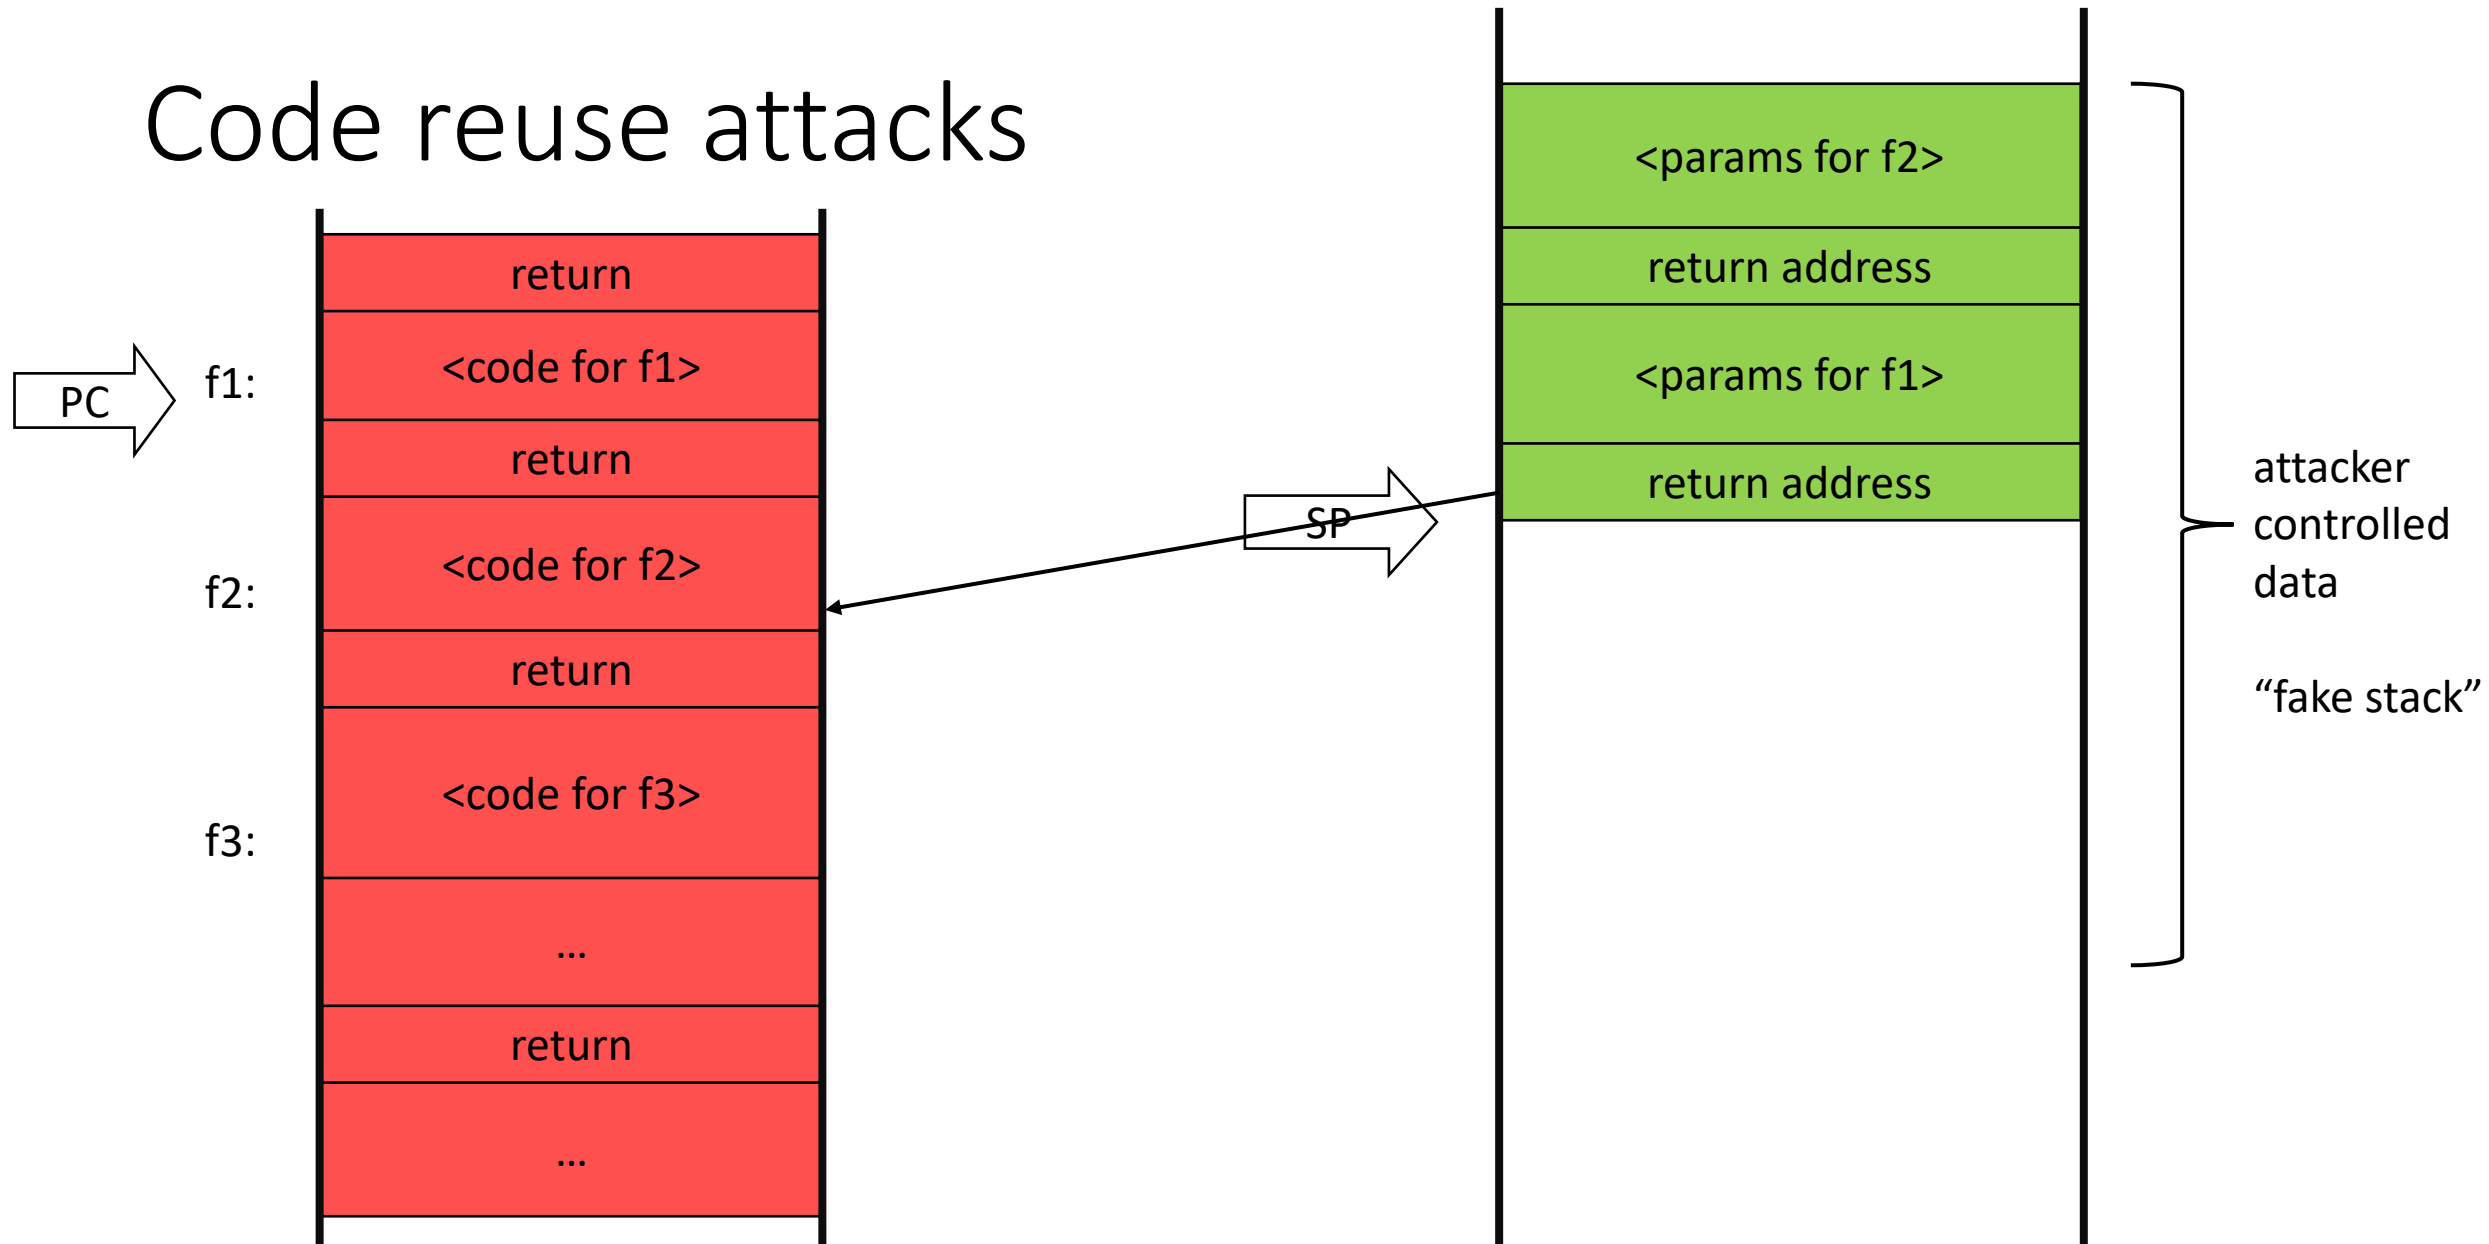 Code reuse attacks
PC
f1:
f2:
f3:
return
<code for f1>
return
<code for f2>
return
<code for f3>
...
return
...
SP
<params for f2>
return address
<params for f1>
return address
attacker
controlled
data
“fake stack”